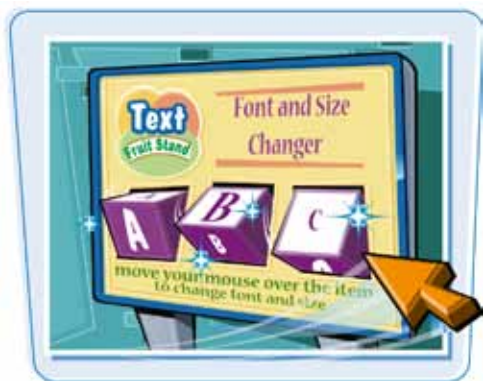 Text
Fruit Stand
Font and Size
Changer
A
B
B
C
move your mouse over the item
to change font and size